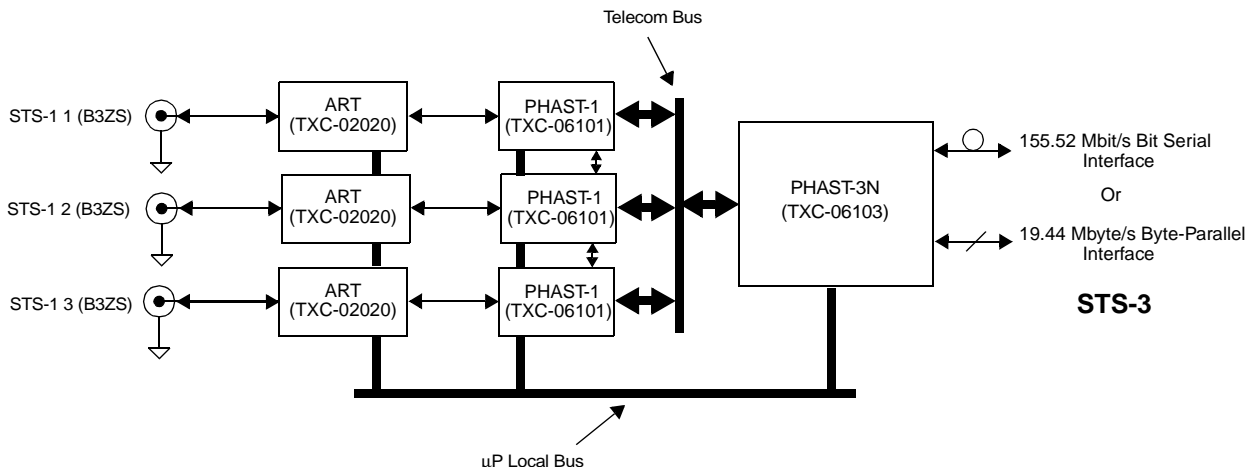 Telecom Bus
STS-1 1 (B3ZS)
ART
(TXC-02020)
PHAST-1
(TXC-06101)
STS-1 2 (B3ZS)
ART
(TXC-02020)
PHAST-1
(TXC-06101)
STS-1 3 (B3ZS)
ART
(TXC-02020)
PHAST-1
(TXC-06101)
PHAST-3N
(TXC-06103)
155.52 Mbit/s Bit Serial
Interface
Or
19.44 Mbyte/s Byte-Parallel
Interface
STS-3
µP Local Bus